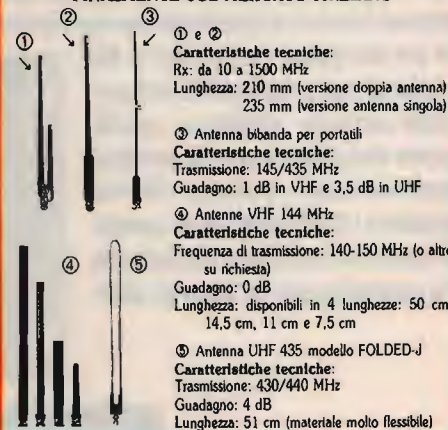 ① ② ③
① e ②
Caratteristiche tecniche:
Rx: da 10 a 1500 MHz
Lunghezza: 210 mm (versione doppia antenna)
235 mm (versione antenna singola)
③ Antenna bibanda per portatili
Caratteristiche tecniche:
Trasmissione: 145/435 MHz
Guadagno: 1 dB in VHF e 3,5 dB in UHF
④ Antenne VHF 144 MHz
Caratteristiche tecniche:
Frequenza di trasmissione: 140-150 MHz (o altre
su richiesta)
Guadagno: 0 dB
Lunghezza: disponibili in 4 lunghezze: 50 cm
14,5 cm, 11 cm e 7,5 cm
④ ⑤
⑤ Antenna UHF 435 modello FOLDED-J
Caratteristiche tecniche:
Trasmissione: 430/440 MHz
Guadagno: 4 dB
Lunghezza: 51 cm (materiale molto flessibile)